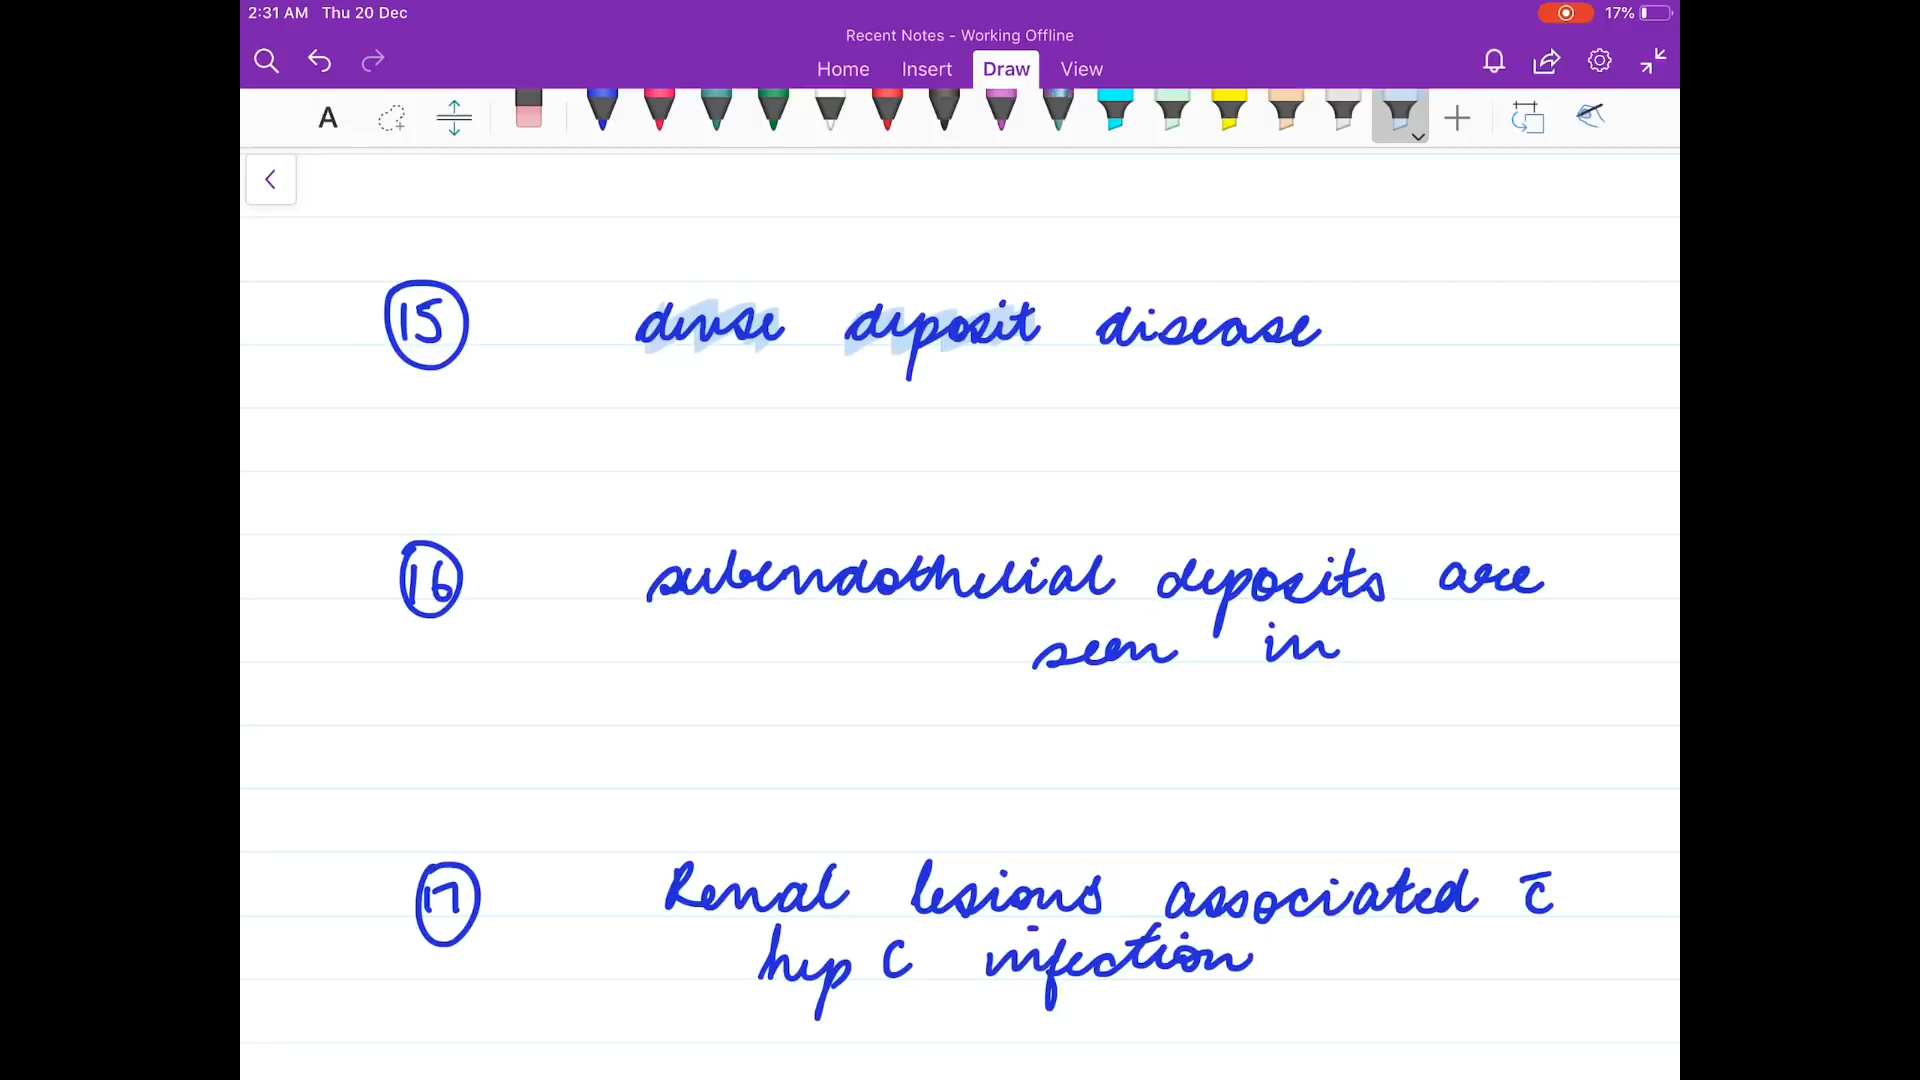 2:31 AM Thu 20 Dec
17%
Recent Notes - Working Offline
Home Insert Draw View
A
15 dense deposit disease
16 subendothelial deposits are
seen in
17 Renal lesions associated c̄
hep C infection